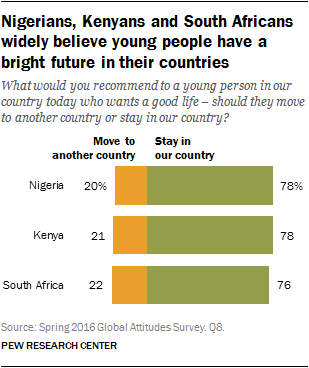 Nigerians, Kenyans and South Africans
widely believe young people have a
bright future in their countries
What would you recommend to a young person in our
country today who wants a good life – should they move
to another country or stay in our country?
Move to
another country
Stay in
our country
Nigeria 20% 78%
Kenya 21 78
South Africa 22 76
Source: Spring 2016 Global Attitudes Survey. Q8.
PEW RESEARCH CENTER